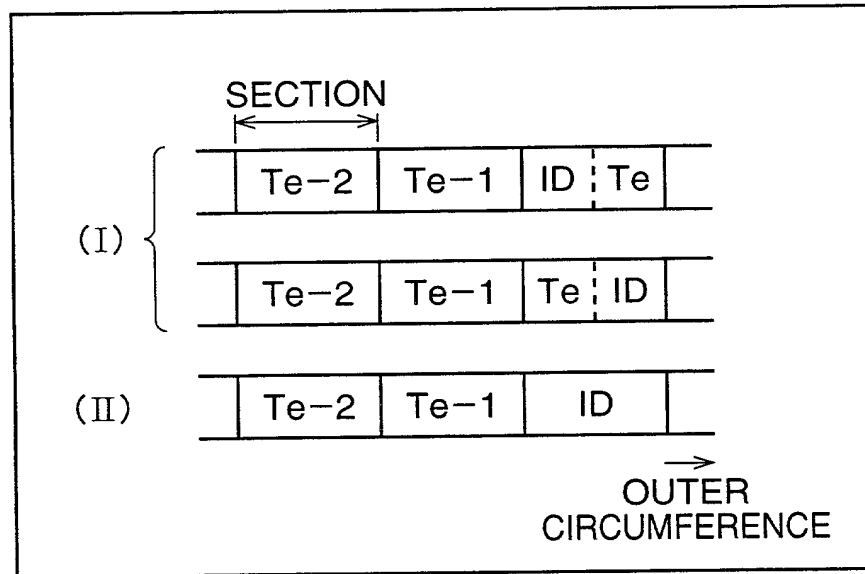 SECTION
Te-2 Te-1 ID Te
(I)
Te-2 Te-1 Te ID
(II) Te-2 Te-1 ID
OUTER
CIRCUMFERENCE